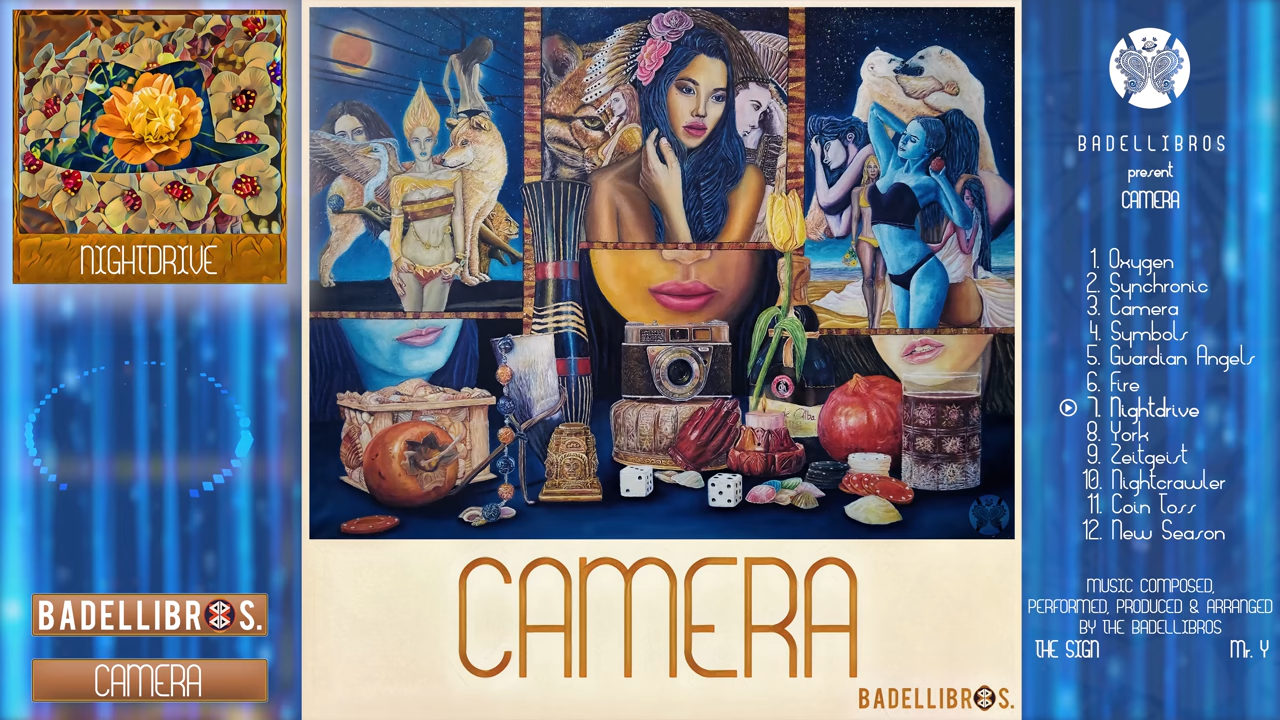 NIGHTDRIVE
BADELLIBROS.
CAMERA
CAMERA
BADELLIBROS.
BADELLIBROS
present
CAMERA
1. Oxygen
2. Synchronic
3. Camera
4. Symbols
5. Guardian Angels
6. Fire
7. Nightdrive
8. York
9. Zeitgeist
10. Nightcrawler
11. Coin Toss
12. New Season
MUSIC COMPOSED,
PERFORMED, PRODUCED & ARRANGED
BY THE BADELLIBROS
THE SIGN Mr. Y